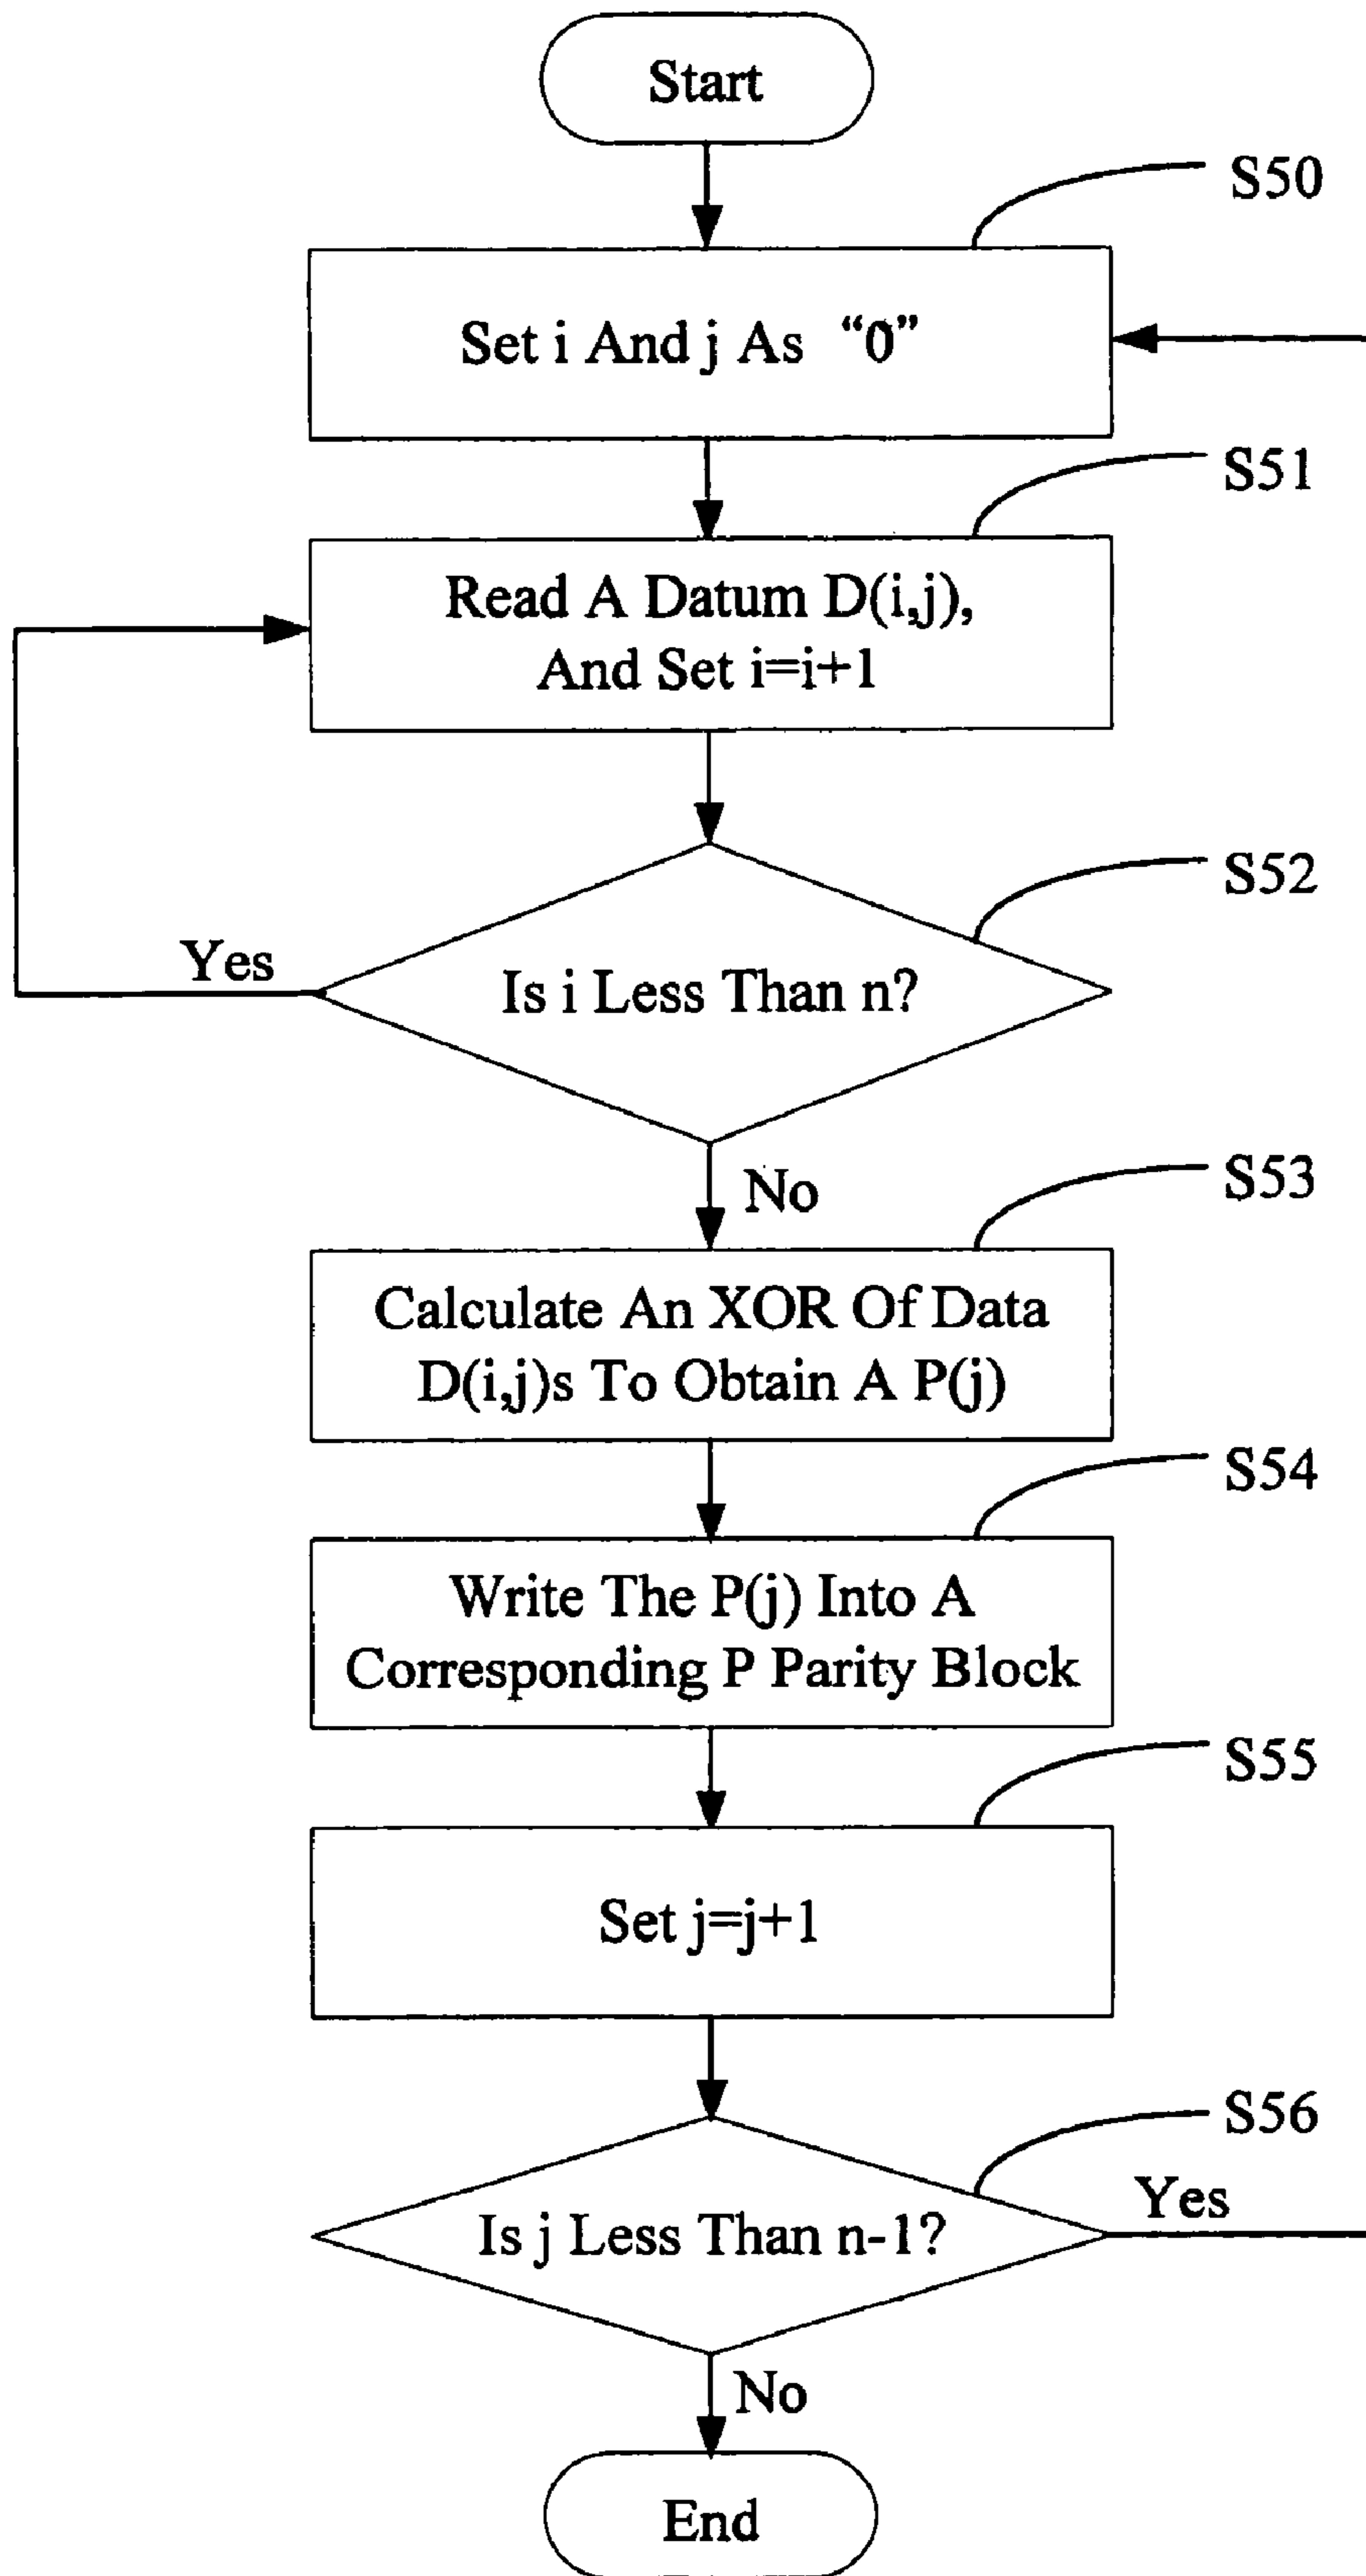 Start
S50
Set i And j As “0”
S51
Read A Datum D(i,j),
And Set i=i+1
S52
Yes
Is i Less Than n?
No
S53
Calculate An XOR Of Data
D(i,j)s To Obtain A P(j)
S54
Write The P(j) Into A
Corresponding P Parity Block
S55
Set j=j+1
S56
Yes
Is j Less Than n-1?
No
End